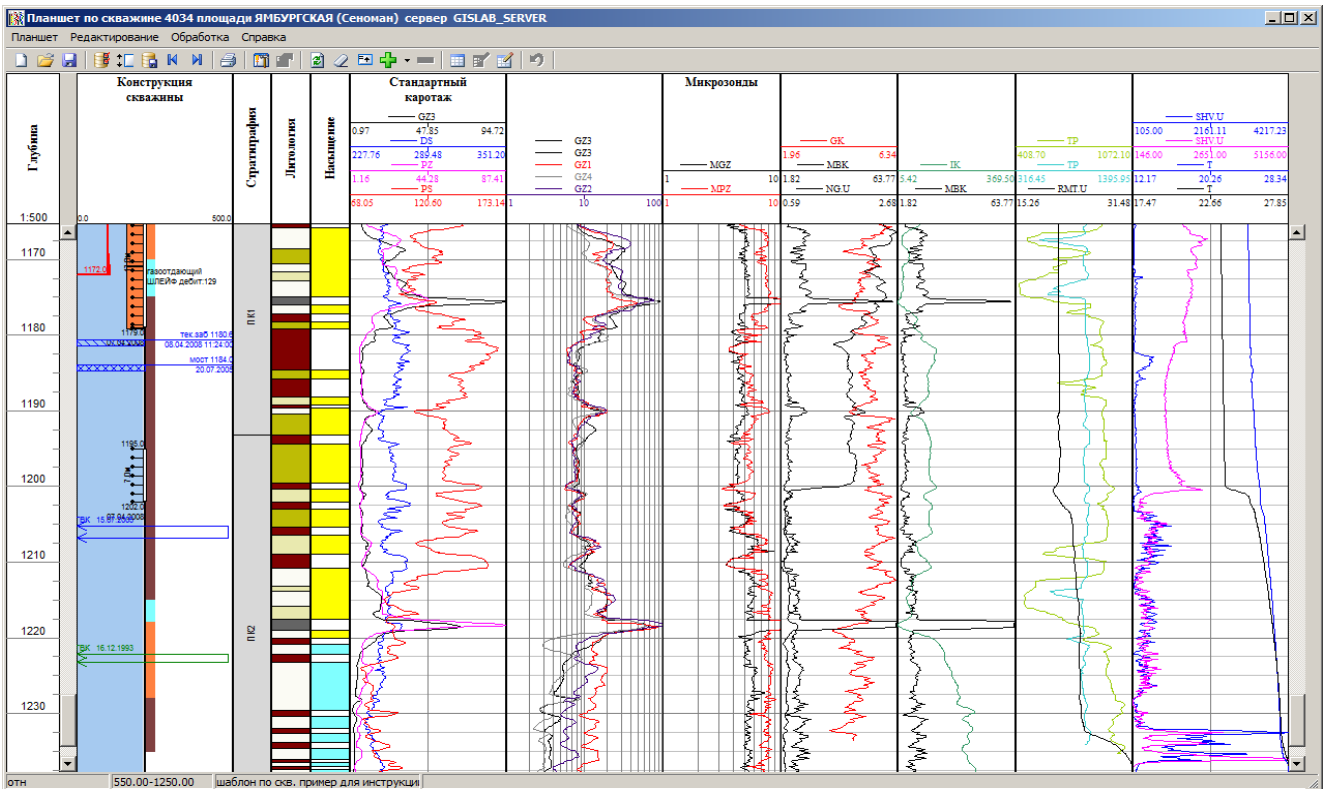 Планшет по скважине 4034 площади ЯМБУРГСКАЯ (Сеноман) сервер GISLAB_SERVER
Планшет Редактирование Обработка Справка
Глубина
1:500
Конструкция
скважины
0.0 500.0
Стратиграфия
Литология
Насыщение
Стандартный
каротаж
GZ3
0.97 47.85 94.72
DS
227.76 289.48 351.20
PZ
1.16 44.28 87.41
PS
68.05 120.60 173.14
GZ3
GZ3
GZ1
GZ4
GZ2
1 10 100
Микрозонды
MGZ
1 10
MPZ
1 10
GK
1.96 6.34
MBK
1.82 63.77
NG.U
0.59 2.68
IK
5.42 369.50
MBK
1.82 63.77
TP
408.70 1072.10
TP
316.45 1395.95
RMT.U
15.26 31.48
SHV.U
105.00 2161.11 4217.23
SHV.U
146.00 2651.00 5156.00
T
12.17 20.26 28.34
T
17.47 22.66 27.85
1170
1172.0
газоотдающий
ШЛЕЙФ дебит:129
1180
1179.0
тек.заб 1180.6
08.04.2008 11:24:00
мост 1184.0
20.07.2005
ПК1
1190
1195.0
1200
1202.0
07.04.2008
ВК 15.07.2005
1210
1220
ПК2
ВК 16.12.1993
1230
отн 550.00-1250.00 шаблон по скв. пример для инструкци